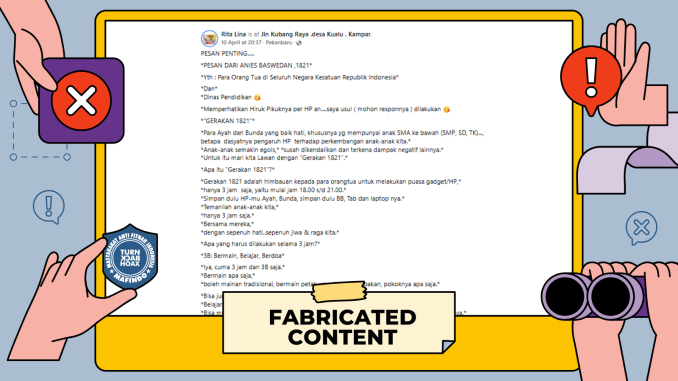 Rita Lina is at Jln Kubang Raya .desa Kualu . Kampar.
10 April at 20:37 · Pekanbaru
PESAN PENTING.....
*PESAN DARI ANIES BASWEDAN ,1821*
*Yth : Para Orang Tua di Seluruh Negara Kesatuan Republik Indonesia*
*Dan*
*Dinas Pendidikan
*Memperhatikan Hiruk Pikuknya per HP an....saya usul ( mohon responnya ) dilakukan
*"GERAKAN 1821"*
*Para Ayah dan Bunda yang baik hati, khususnya yg mempunyai anak SMA ke bawah (SMP, SD, TK)...,
betapa dasyatnya pengaruh HP terhadap perkembangan anak-anak kita.*
*Anak-anak semakin egois,* *susah dikendalikan dan terkena dampak negatif lainnya.*
*Untuk itu mari kita Lawan dengan "Gerakan 1821".*
*Apa itu "Gerakan 1821"?*
*Gerakan 1821 adalah himbauan kepada para orangtua untuk melakukan puasa gadget/HP,*
*hanya 3 jam saja, yaitu mulai jam 18.00 s/d 21.00.*
*Simpan dulu HP-mu Ayah, Bunda, simpan dulu BB, Tab dan laptop nya.*
*Temanilah anak-anak kita,*
*hanya 3 jam saja.*
*Bersama mereka,*
*dengan sepenuh hati..sepenuh jiwa & raga kita.*
*Apa yang harus dilakukan selama 3 jam?*
*3B: Bermain, Belajar, Berdoa*
*Iya, cuma 3 jam dan 3B saja.*
*Bermain apa saja,*
*boleh mainan tradisional, bermain petak bakan, pokoknya apa saja.*
*Bisa ju
*Belajar
*Bisa m ya.*
MASYARAKAT ANTI FITNAH INDONESIA
TURN
BACK
HOAX
MAFINDO
FABRICATED
CONTENT